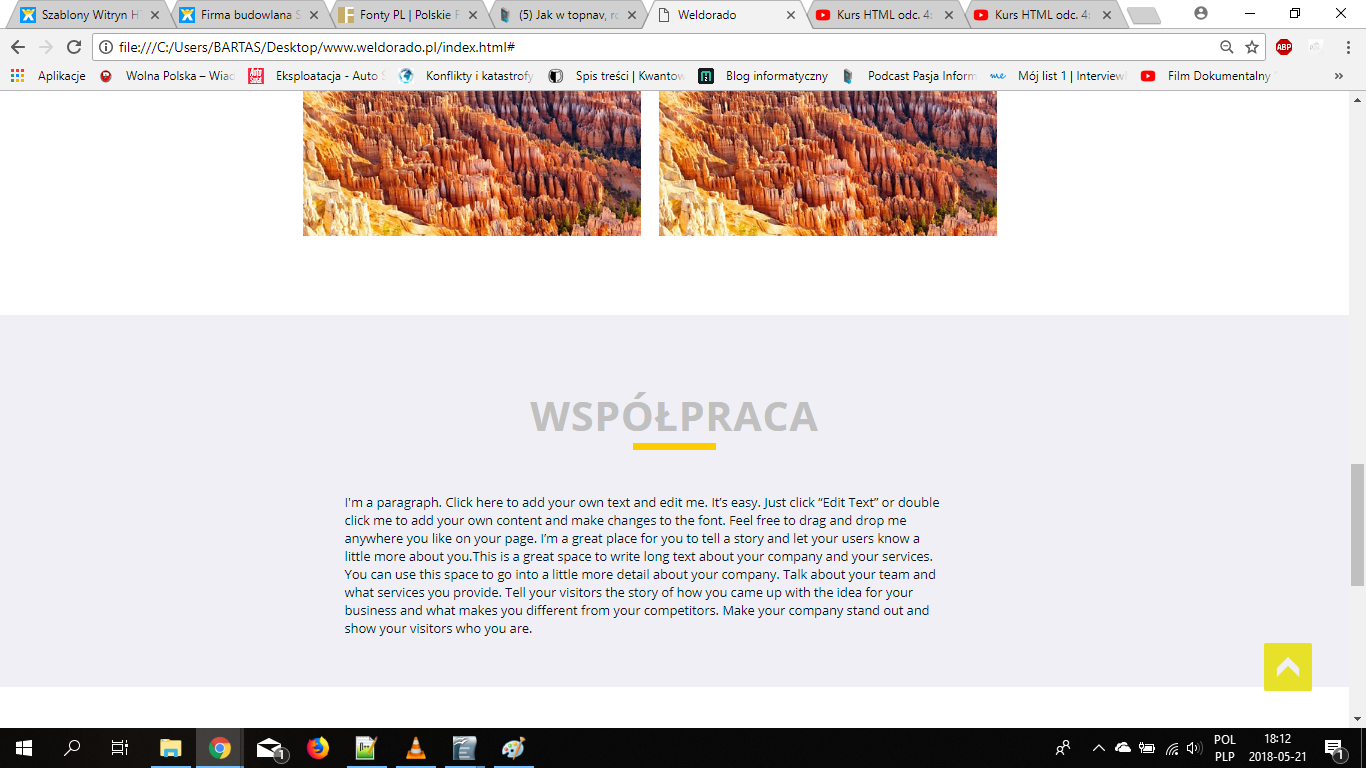 Szablony Witryn HT
Firma budowlana S
Fonty PL | Polskie F
(5) Jak w topnav, ro
Weldorado
Kurs HTML odc. 4:
Kurs HTML odc. 4:
file:///C:/Users/BARTAS/Desktop/www.weldorado.pl/index.html#
ABP
Aplikacje
Wolna Polska – Wiad
Eksploatacja - Auto Ś
Konflikty i katastrofy
Spis treści | Kwantow
Blog informatyczny
Podcast Pasja Inform
me
Mój list 1 | Interview
Film Dokumentalny
WSPÓŁPRACA
I'm a paragraph. Click here to add your own text and edit me. It’s easy. Just click “Edit Text” or double
click me to add your own content and make changes to the font. Feel free to drag and drop me
anywhere you like on your page. I’m a great place for you to tell a story and let your users know a
little more about you.This is a great space to write long text about your company and your services.
You can use this space to go into a little more detail about your company. Talk about your team and
what services you provide. Tell your visitors the story of how you came up with the idea for your
business and what makes you different from your competitors. Make your company stand out and
show your visitors who you are.
1
POL
PLP
18:12
2018-05-21
1